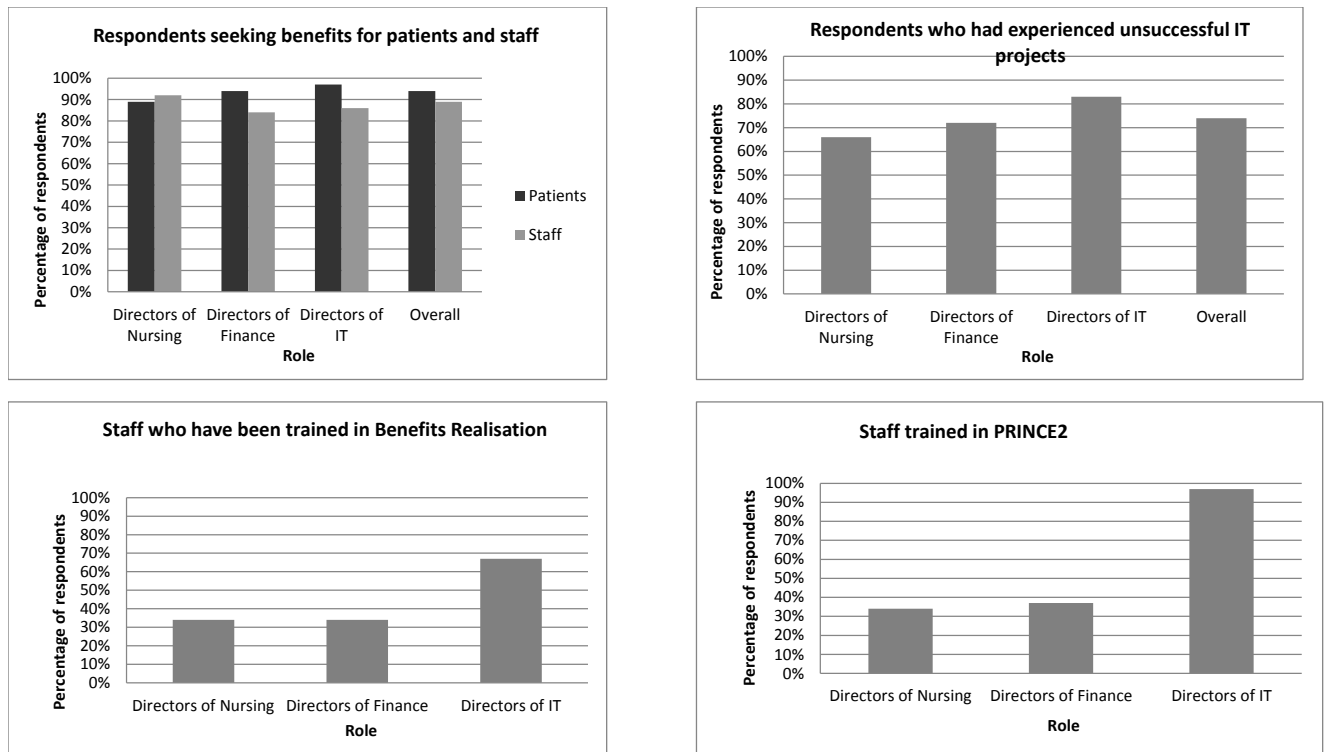 Respondents seeking benefits for patients and staff
100%
90%
80%
70%
60%
50%
40%
30%
20%
10%
0%
Percentage of respondents
Directors of Nursing
Directors of Finance
Directors of IT
Overall
Role
Patients
Staff
Respondents who had experienced unsuccessful IT
projects
100%
90%
80%
70%
60%
50%
40%
30%
20%
10%
0%
Percentage of respondents
Directors of Nursing
Directors of Finance
Directors of IT
Overall
Role
Staff who have been trained in Benefits Realisation
100%
90%
80%
70%
60%
50%
40%
30%
20%
10%
0%
Percentage of respondents
Directors of Nursing
Directors of Finance
Directors of IT
Role
Staff trained in PRINCE2
100%
90%
80%
70%
60%
50%
40%
30%
20%
10%
0%
Percentage of respondents
Directors of Nursing
Directors of Finance
Directors of IT
Role